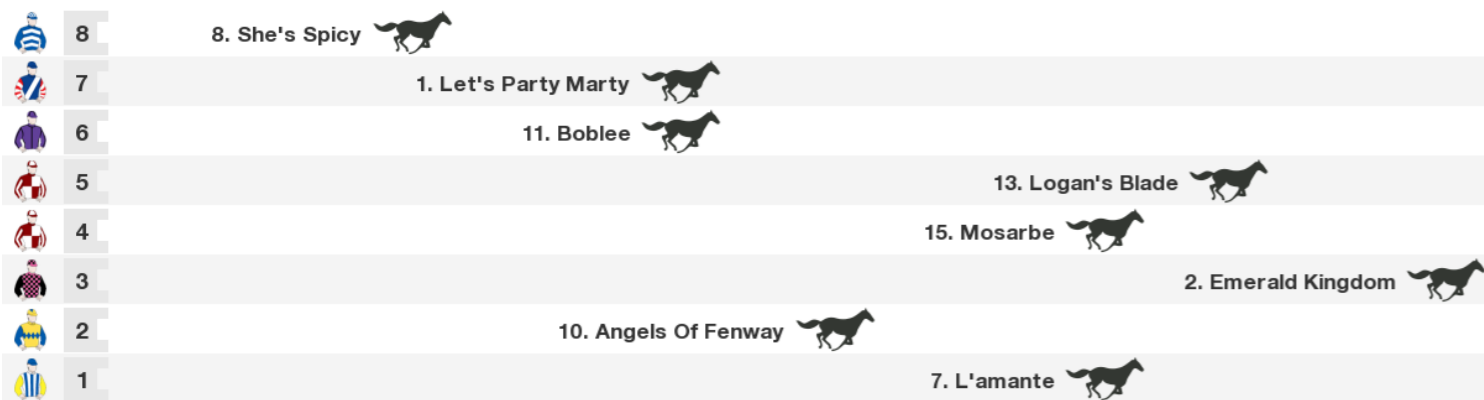 8 8. She's Spicy
7 1. Let's Party Marty
6 11. Boblee
5 13. Logan's Blade
4 15. Mosarbe
3 2. Emerald Kingdom
2 10. Angels Of Fenway
1 7. L'amante